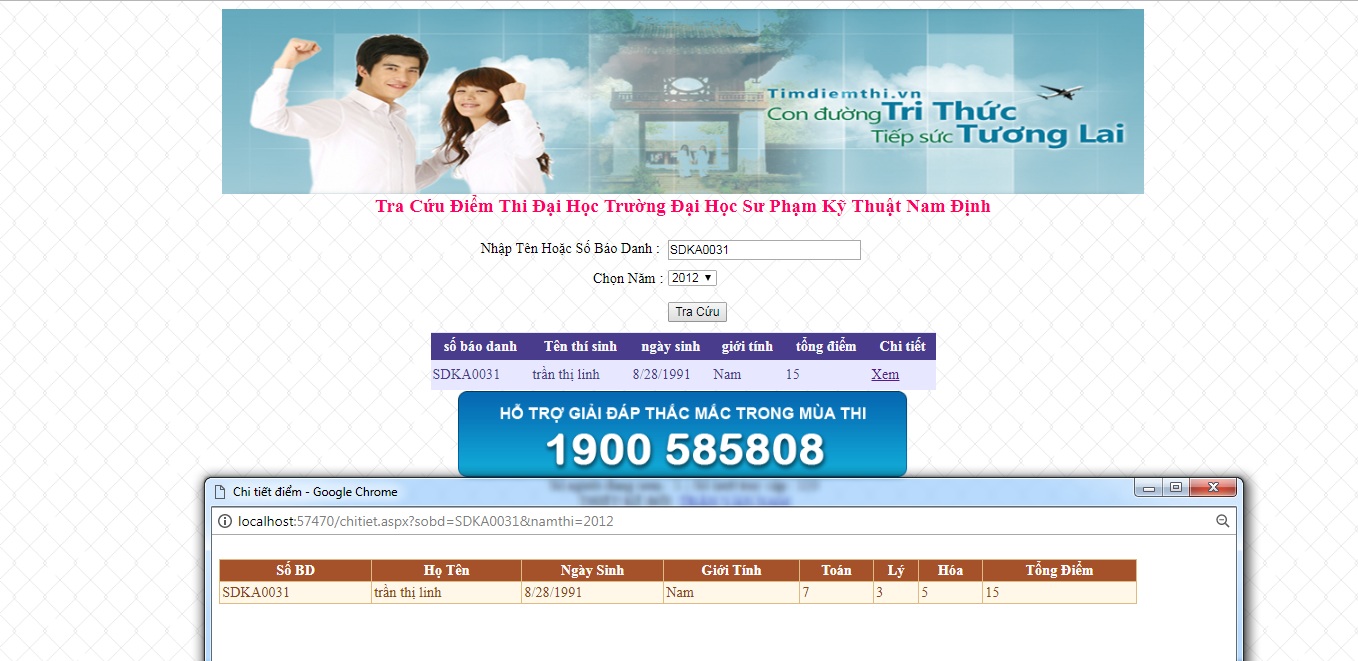 Timdiemthi.vn
Con đường Tri Thức
Tiếp sức Tương Lai
Tra Cứu Điểm Thi Đại Học Trường Đại Học Sư Phạm Kỹ Thuật Nam Định
Nhập Tên Hoặc Số Báo Danh : SDKA0031
Chọn Năm : 2012
Tra Cứu
số báo danh Tên thí sinh ngày sinh giới tính tổng điểm Chi tiết
SDKA0031 trần thị linh 8/28/1991 Nam 15 Xem
HỖ TRỢ GIẢI ĐÁP THẮC MẮC TRONG MÙA THI
1900 585808
Chi tiết điểm - Google Chrome
localhost:57470/chitiet.aspx?sobd=SDKA0031&namthi=2012
Số BD Họ Tên Ngày Sinh Giới Tính Toán Lý Hóa Tổng Điểm
SDKA0031 trần thị linh 8/28/1991 Nam 7 3 5 15